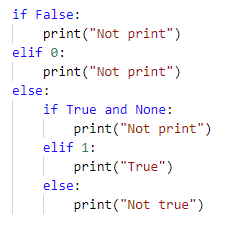 if False:
    print("Not print")
elif 0:
    print("Not print")
else:
    if True and None:
        print("Not print")
    elif 1:
        print("True")
    else:
        print("Not true")